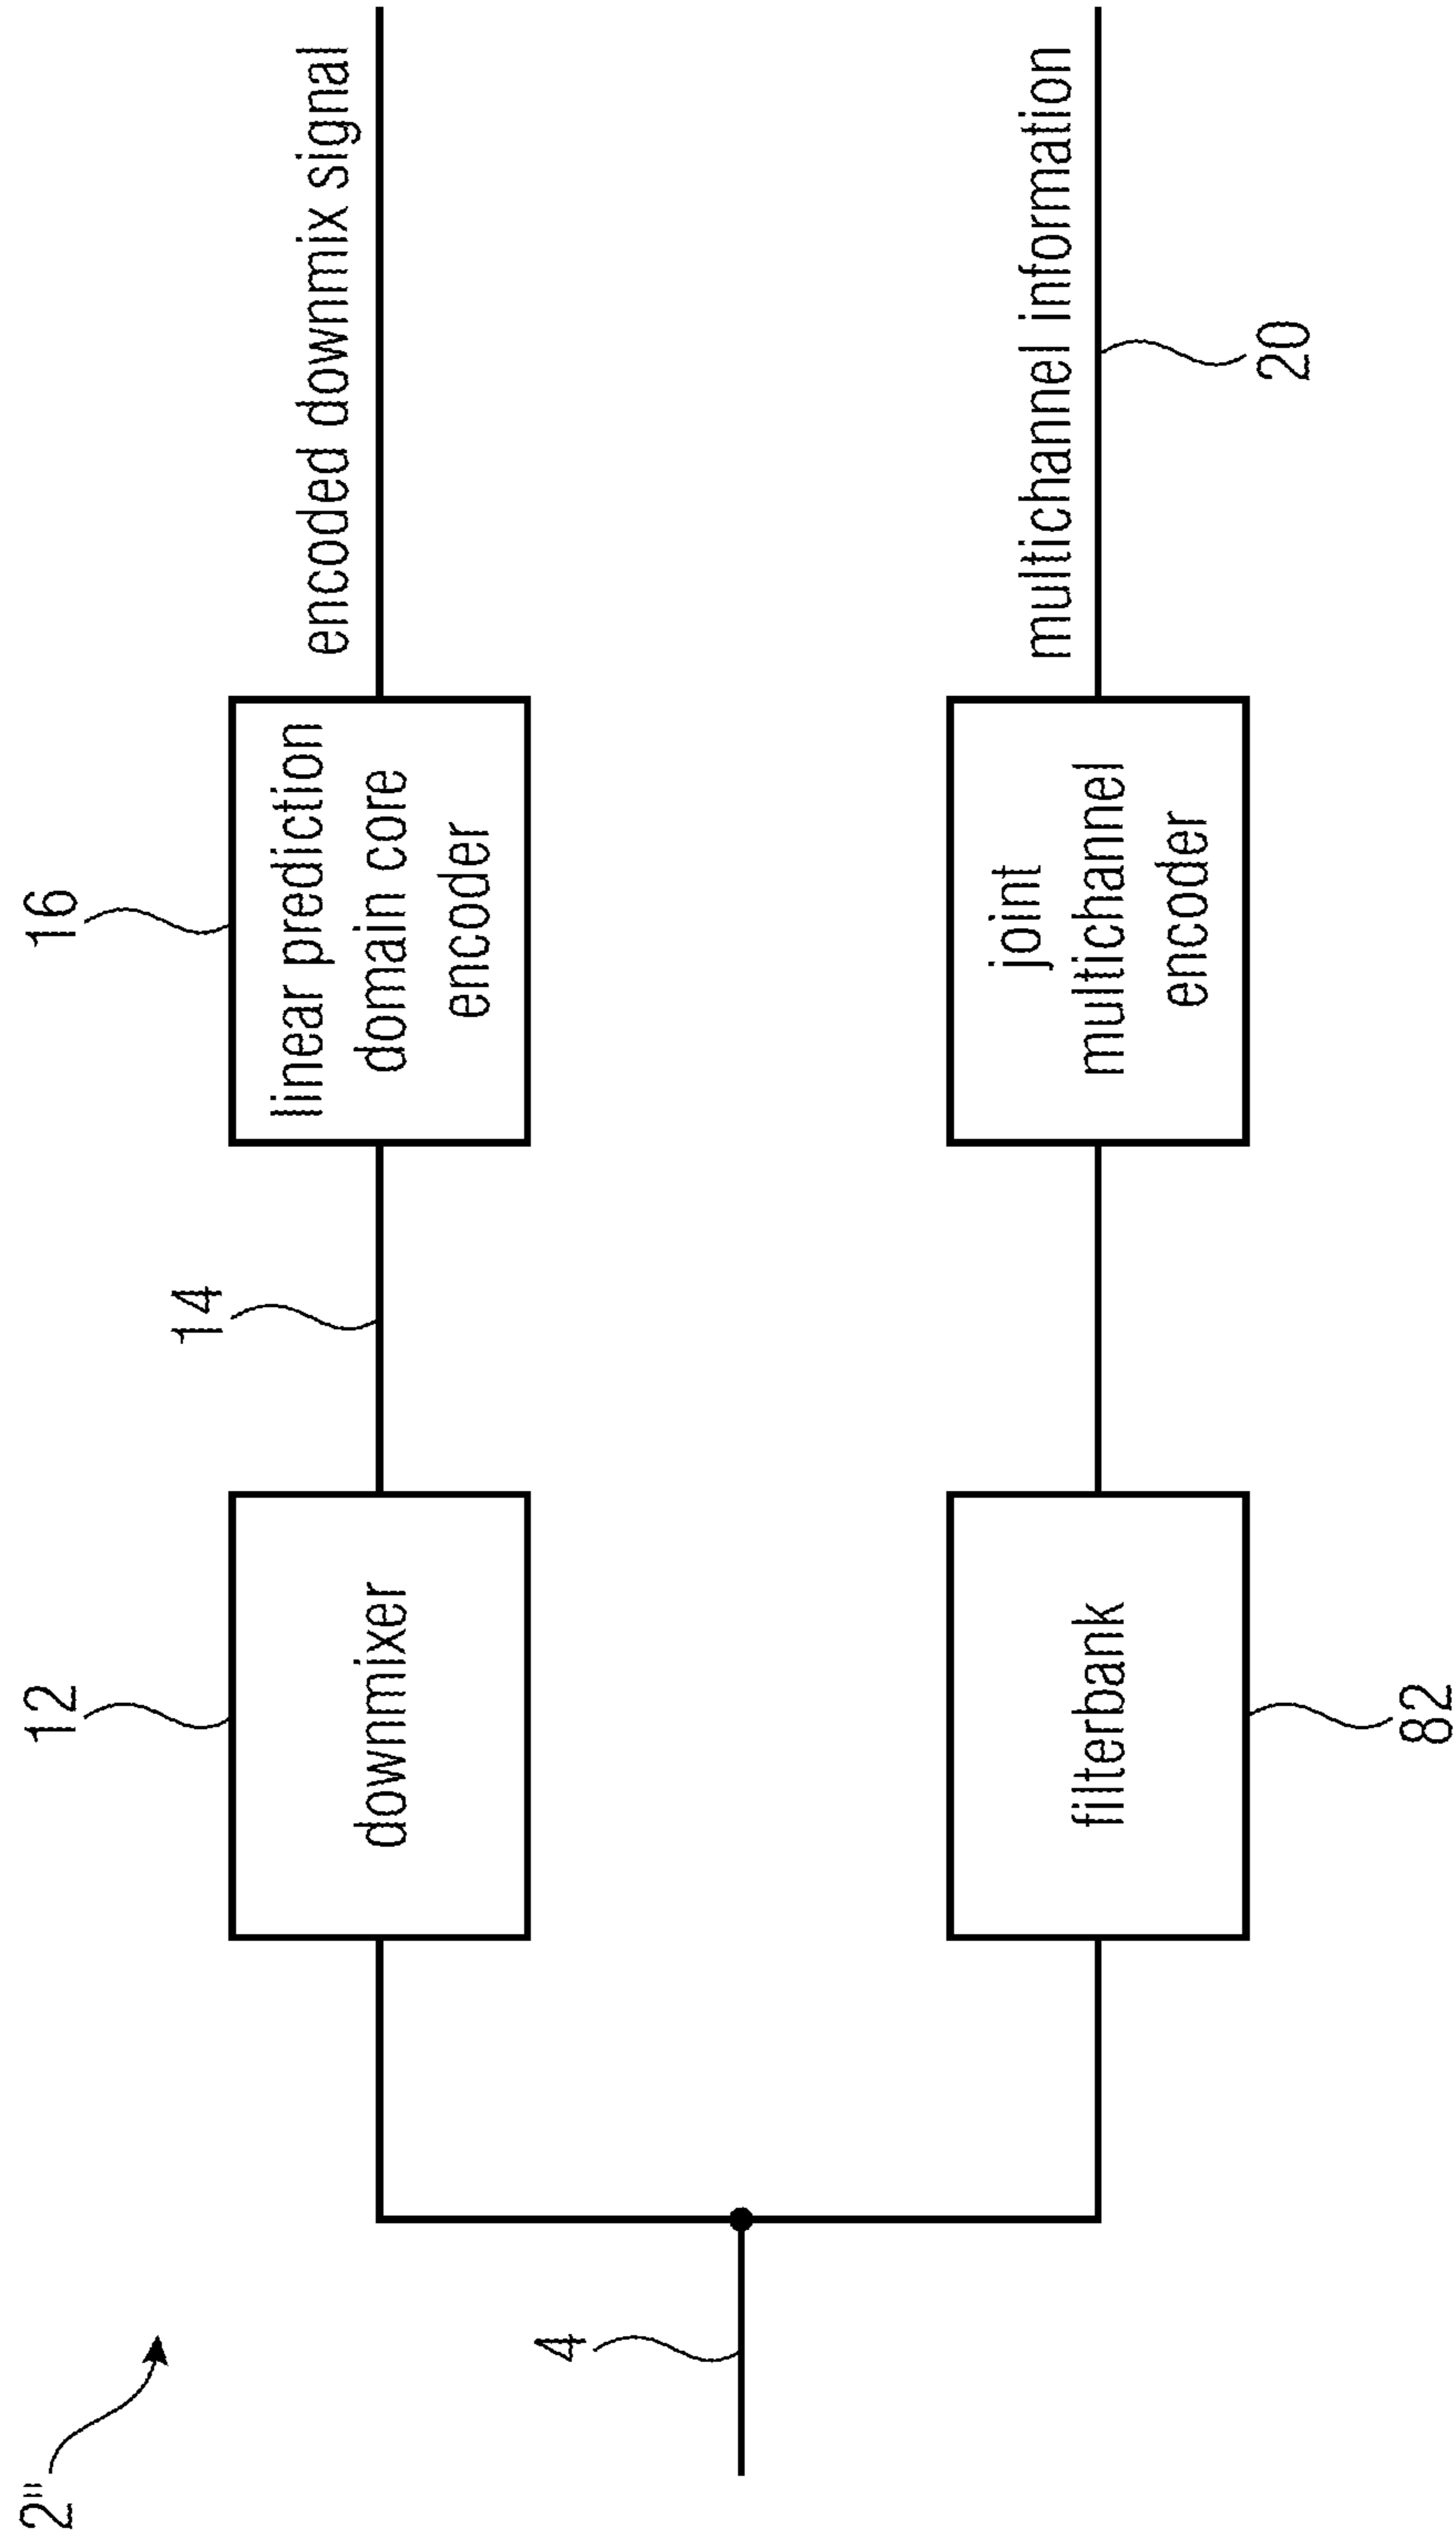 2"
4
12
downmixer
14
16
linear prediction
domain core
encoder
encoded downmix signal
82
filterbank
joint
multichannel
encoder
multichannel information
20